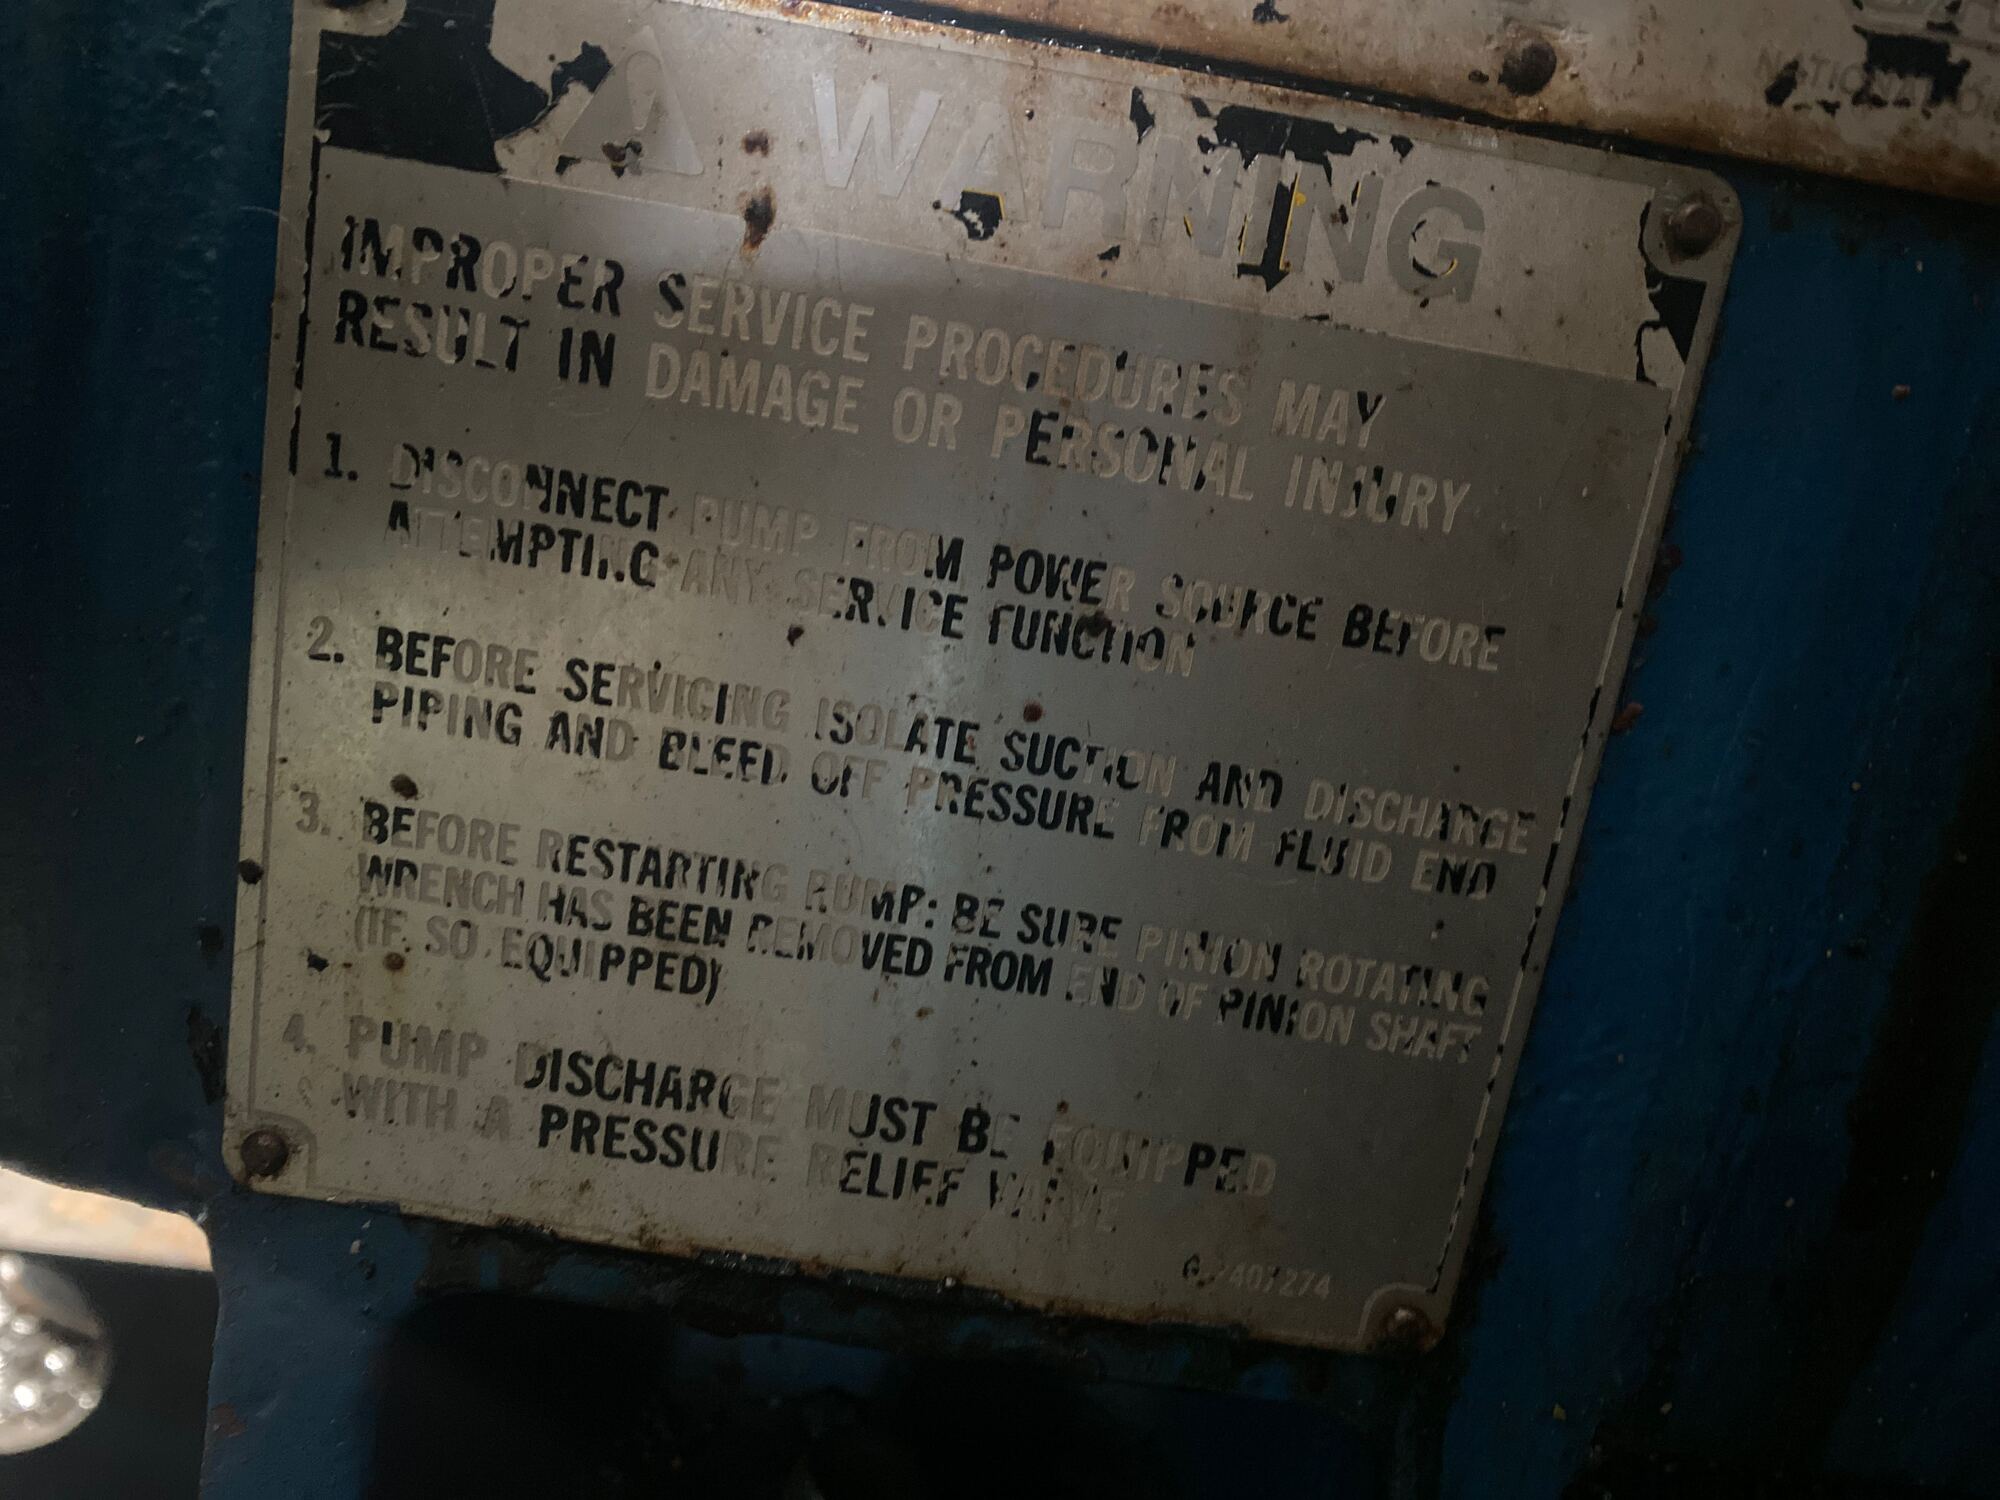 WARNING
IMPROPER SERVICE PROCEDURES MAY
RESULT IN DAMAGE OR PERSONAL INJURY
1. DISCONNECT PUMP FROM POWER SOURCE BEFORE
ATTEMPTING ANY SERVICE FUNCTION
2. BEFORE SERVICING ISOLATE SUCTION AND DISCHARGE
PIPING AND BLEED OFF PRESSURE FROM FLUID END
3. BEFORE RESTARTING PUMP: BE SURE PINION ROTATING
WRENCH HAS BEEN REMOVED FROM END OF PINION SHAFT
(IF SO EQUIPPED)
4. PUMP DISCHARGE MUST BE EQUIPPED
WITH A PRESSURE RELIEF VALVE